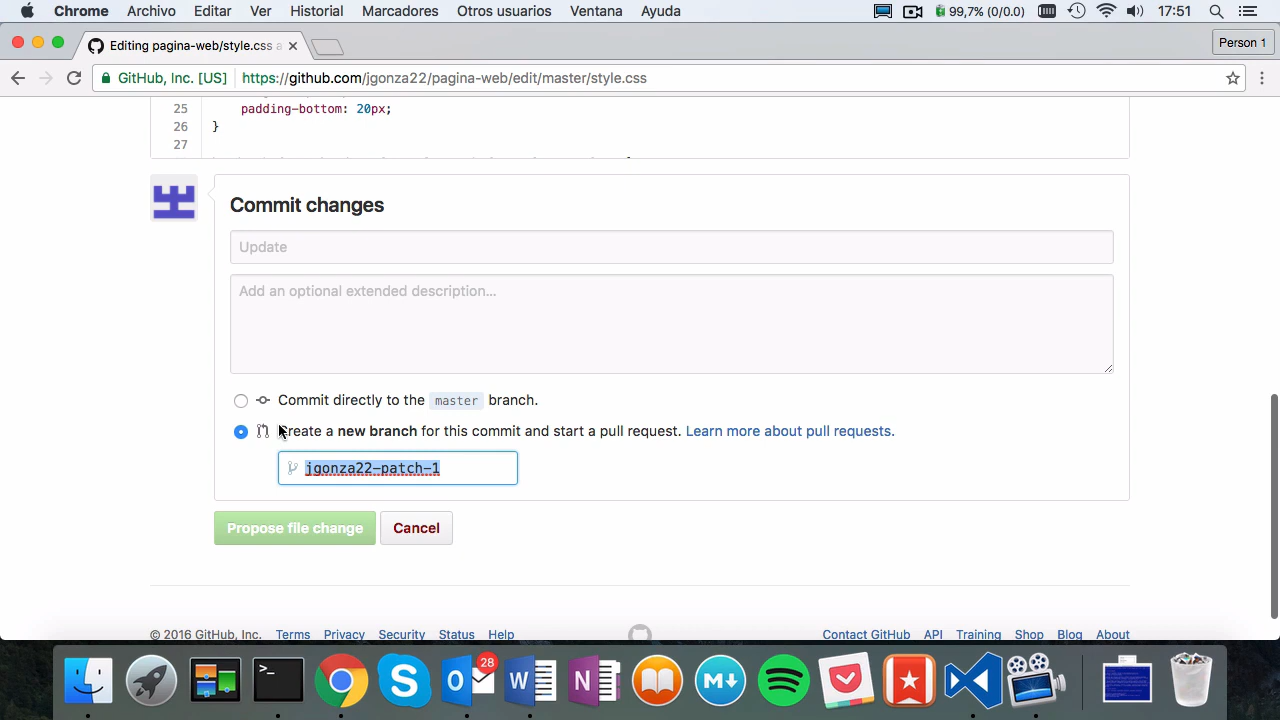 Chrome Archivo Editar Ver Historial Marcadores Otros usuarios Ventana Ayuda 99,7% (0/0.0) 17:51
Editing pagina-web/style.css a
Person 1
GitHub, Inc. [US] https://github.com/jgonza22/pagina-web/edit/master/style.css
25 padding-bottom: 20px;
26 }
27
Commit changes
Update
Add an optional extended description...
Commit directly to the master branch.
Create a new branch for this commit and start a pull request. Learn more about pull requests.
jgonza22-patch-1
Propose file change Cancel
© 2016 GitHub, Inc. Terms Privacy Security Status Help Contact GitHub API Training Shop Blog About
28